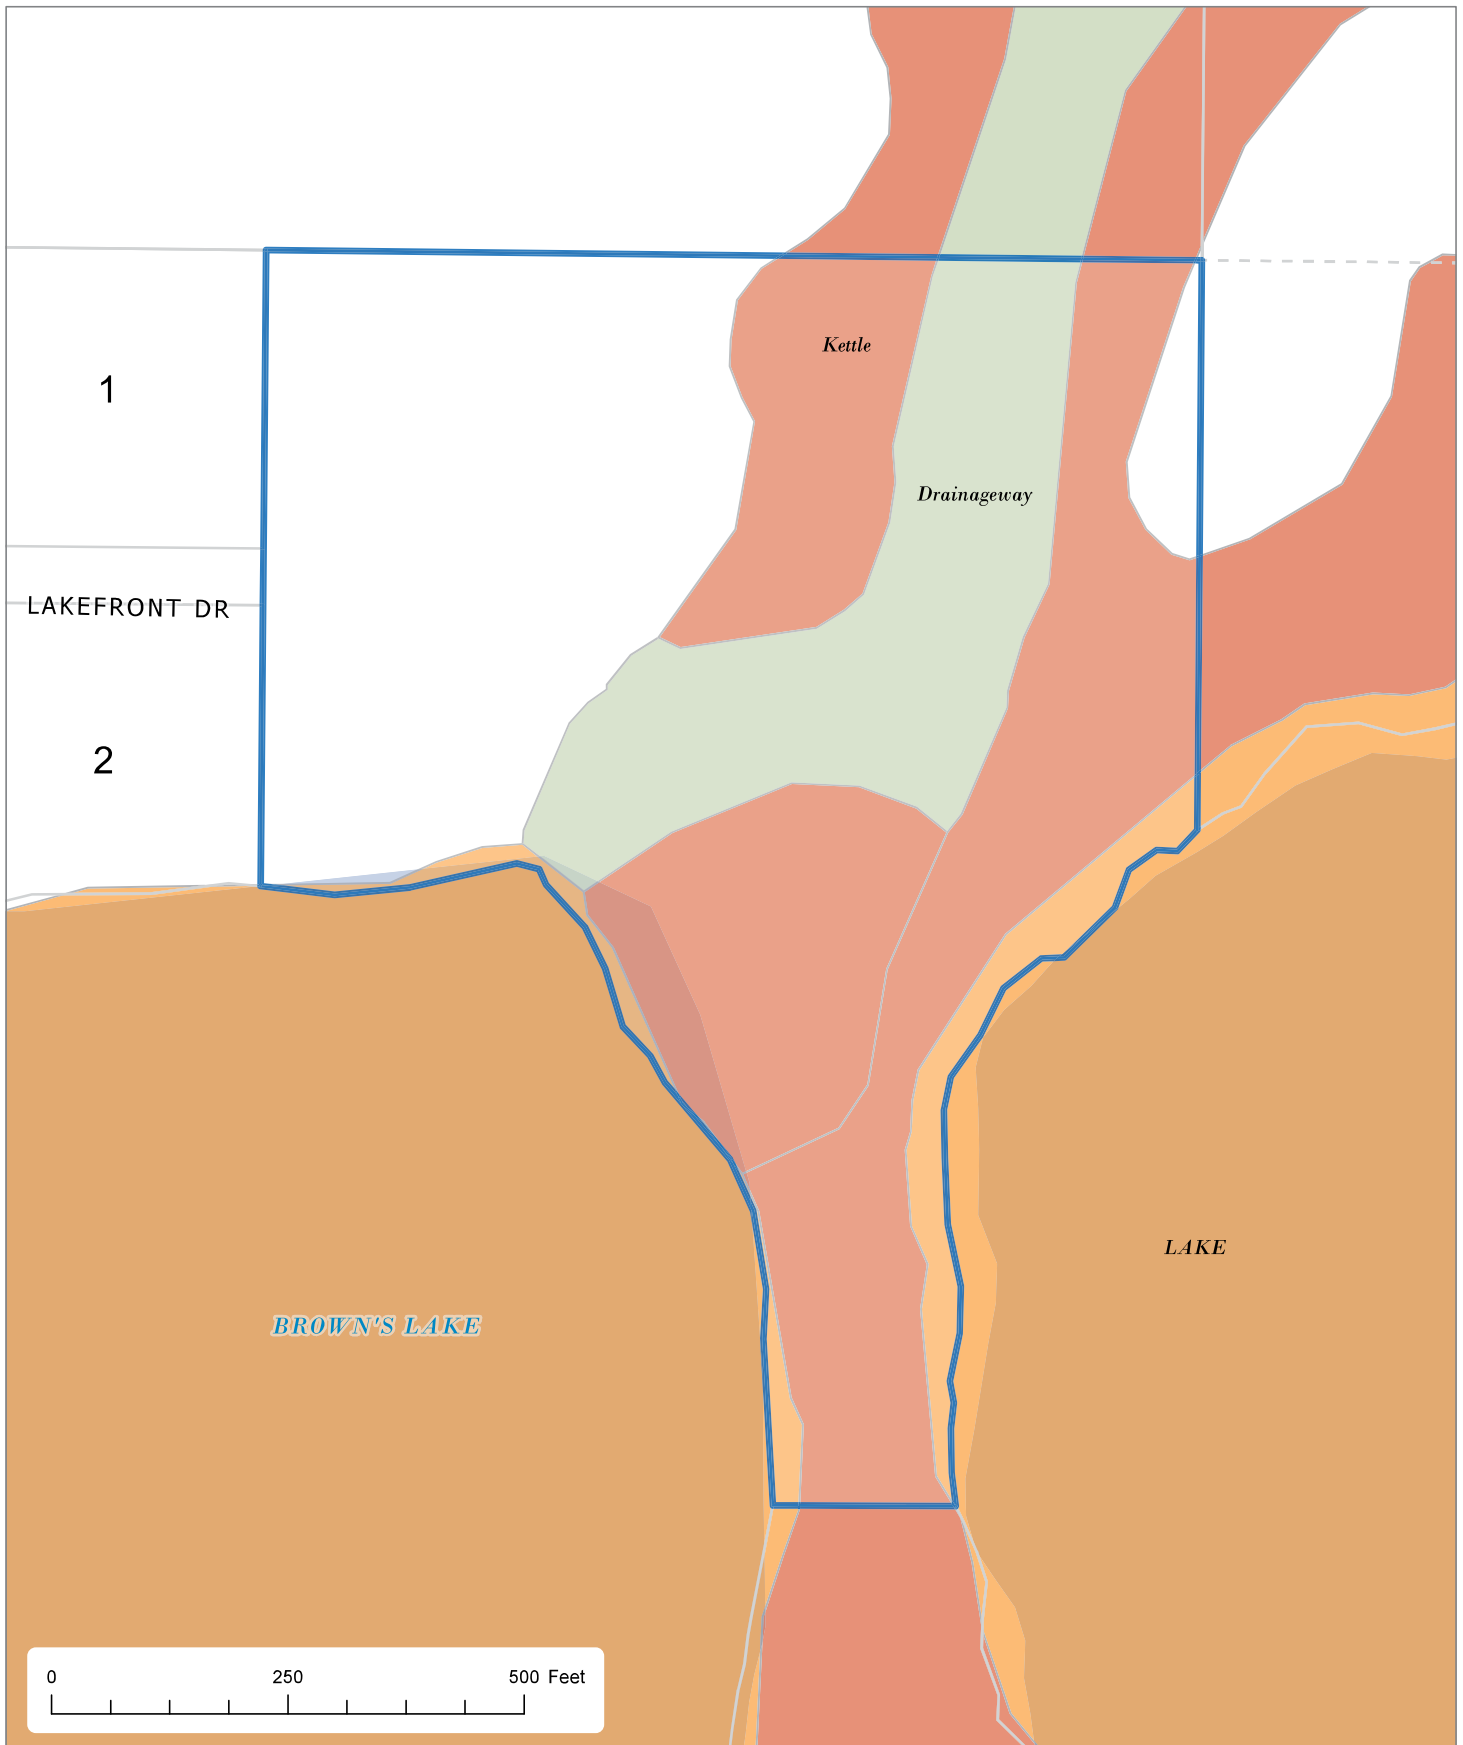 Kettle
1
Drainageway
LAKEFRONT DR
2
LAKE
BROWN'S LAKE
0 250 500 Feet